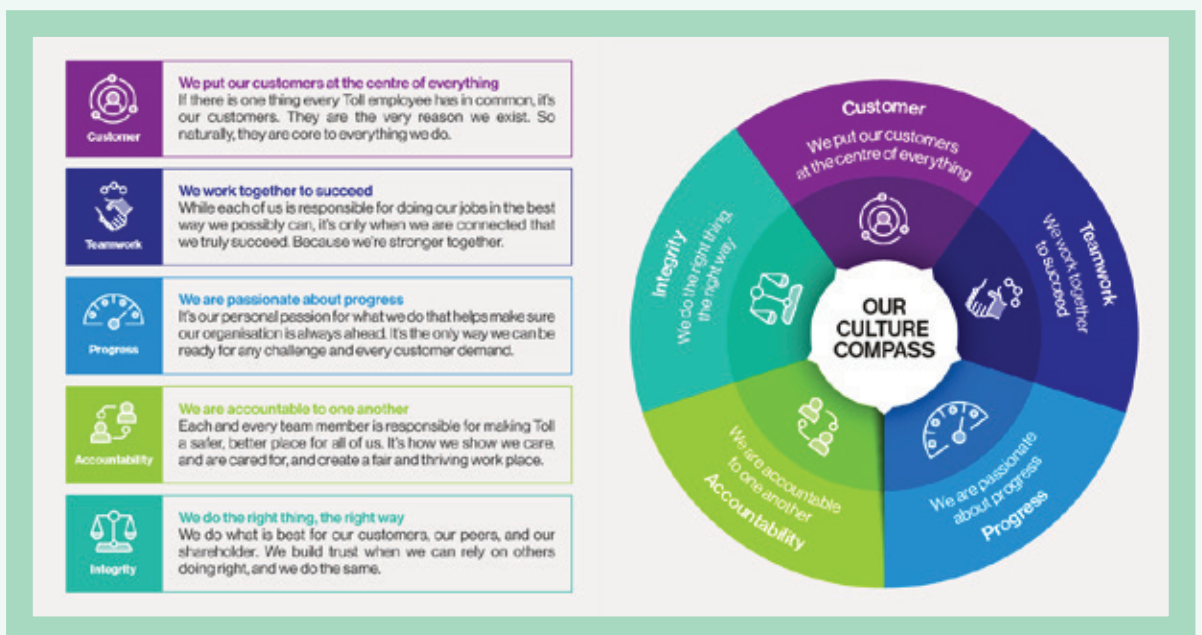 Customer
We put our customers at the centre of everything
If there is one thing every Toll employee has in common, it's
our customers. They are the very reason we exist. So
naturally, they are core to everything we do.
Teamwork
We work together to succeed
While each of us is responsible for doing our jobs in the best
way we possibly can, it's only when we are connected that
we truly succeed. Because we're stronger together.
Progress
We are passionate about progress
It's our personal passion for what we do that helps make sure
our organisation is always ahead. It's the only way we can be
ready for any challenge and every customer demand.
Accountability
We are accountable to one another
Each and every team member is responsible for making Toll
a safer, better place for all of us. It's how we show we care,
and are cared for, and create a fair and thriving work place.
Integrity
We do the right thing, the right way
We do what is best for our customers, our peers, and our
shareholder. We build trust when we can rely on others
doing right, and we do the same.
Customer
We put our customers
at the centre of everything
Teamwork
We work together
to succeed
We are passionate
about progress
Progress
We are accountable
to one another
Accountability
Integrity
We do the right thing,
the right way
OUR
CULTURE
COMPASS